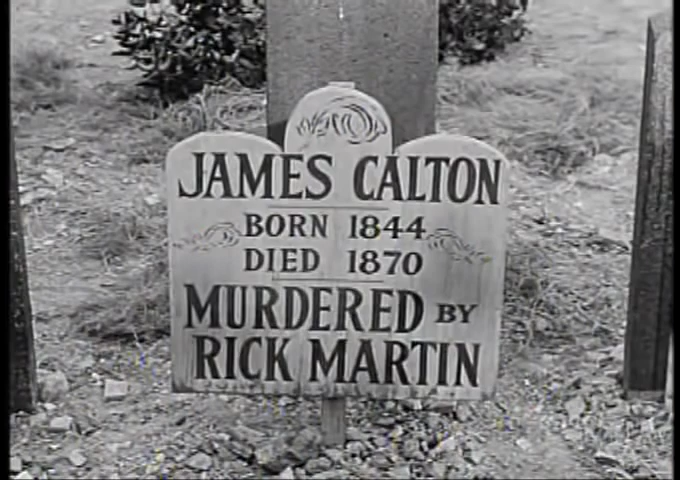 JAMES CALTON
BORN 1844
DIED 1870
MURDERED BY
RICK MARTIN